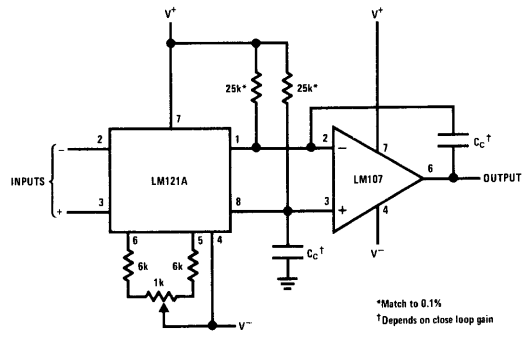 V+
V+
25k*
25k*
7
2
1
2
CC†
−
−
7
INPUTS
LM121A
LM107
6
OUTPUT
+
3
8
3
+
4
6
5
4
CC†
V−
6k
6k
1k
V−
*Match to 0.1%
†Depends on close loop gain